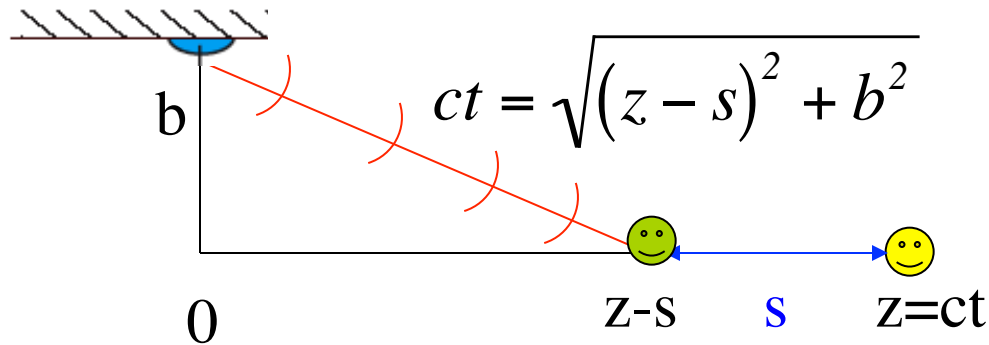 ct = √(z − s)² + b²
b
z-s
s
z=ct
0